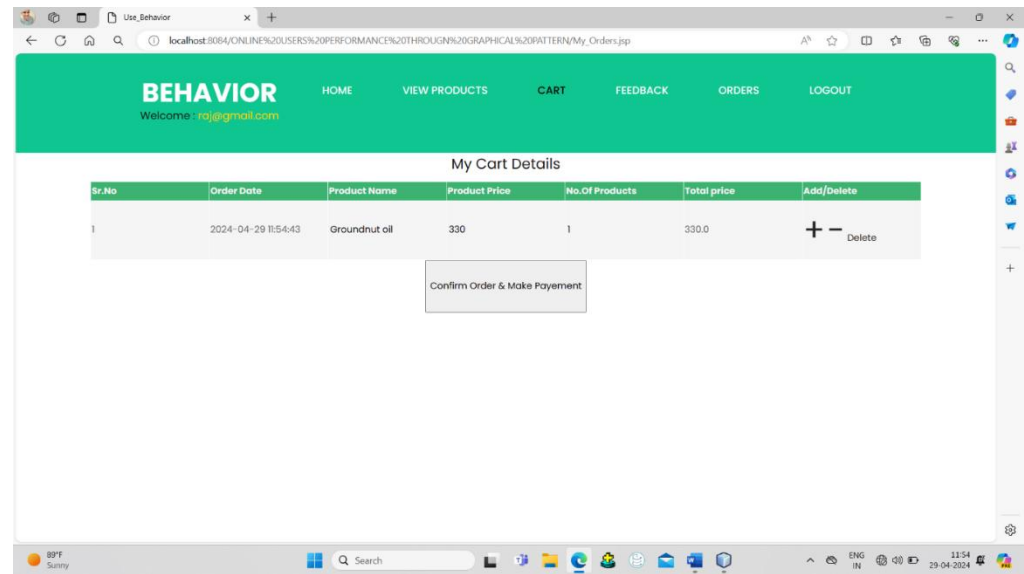 Use_Behavior
localhost:8084/ONLINE%20USERS%20PERFORMANCE%20THROUGN%20GRAPHICAL%20PATTERN/My_Orders.jsp
BEHAVIOR HOME VIEW PRODUCTS CART FEEDBACK ORDERS LOGOUT
Welcome : raj@gmail.com
My Cart Details
Sr.No Order Date Product Name Product Price No.Of Products Total price Add/Delete
1 2024-04-29 11:54:43 Groundnut oil 330 1 330.0 + − Delete
Confirm Order & Make Payement
89°F
Sunny
Search
ENG
IN
11:54
29-04-2024